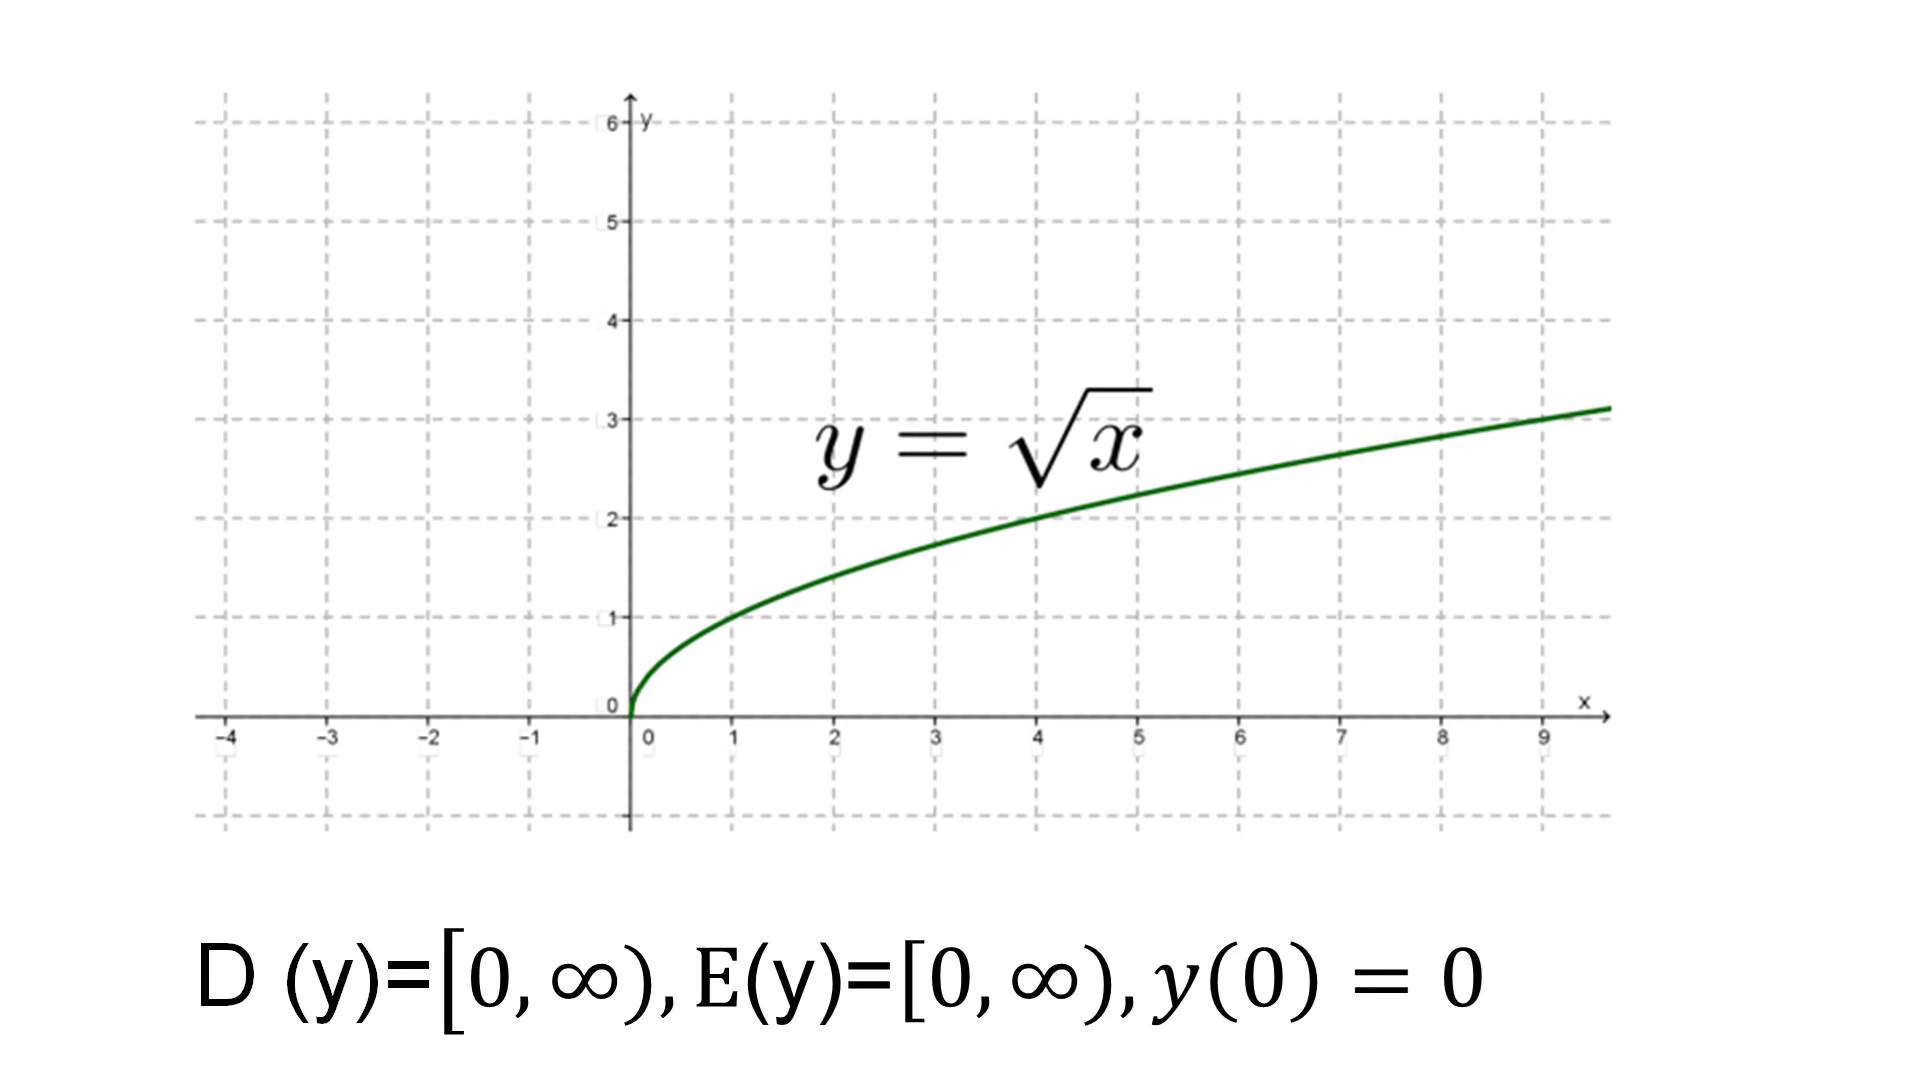 y
6
5
4
3
2
1
0
y = √x
x
−4 −3 −2 −1 0 1 2 3 4 5 6 7 8 9
D (y)=[0, ∞), E(y)=[0, ∞), y(0) = 0